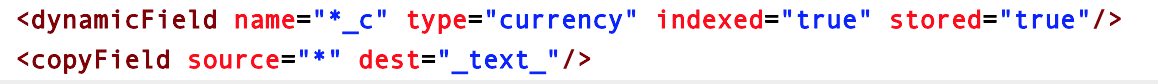 <dynamicField name="*_c" type="currency" indexed="true" stored="true"/>
<copyField source="*" dest="_text_"/>